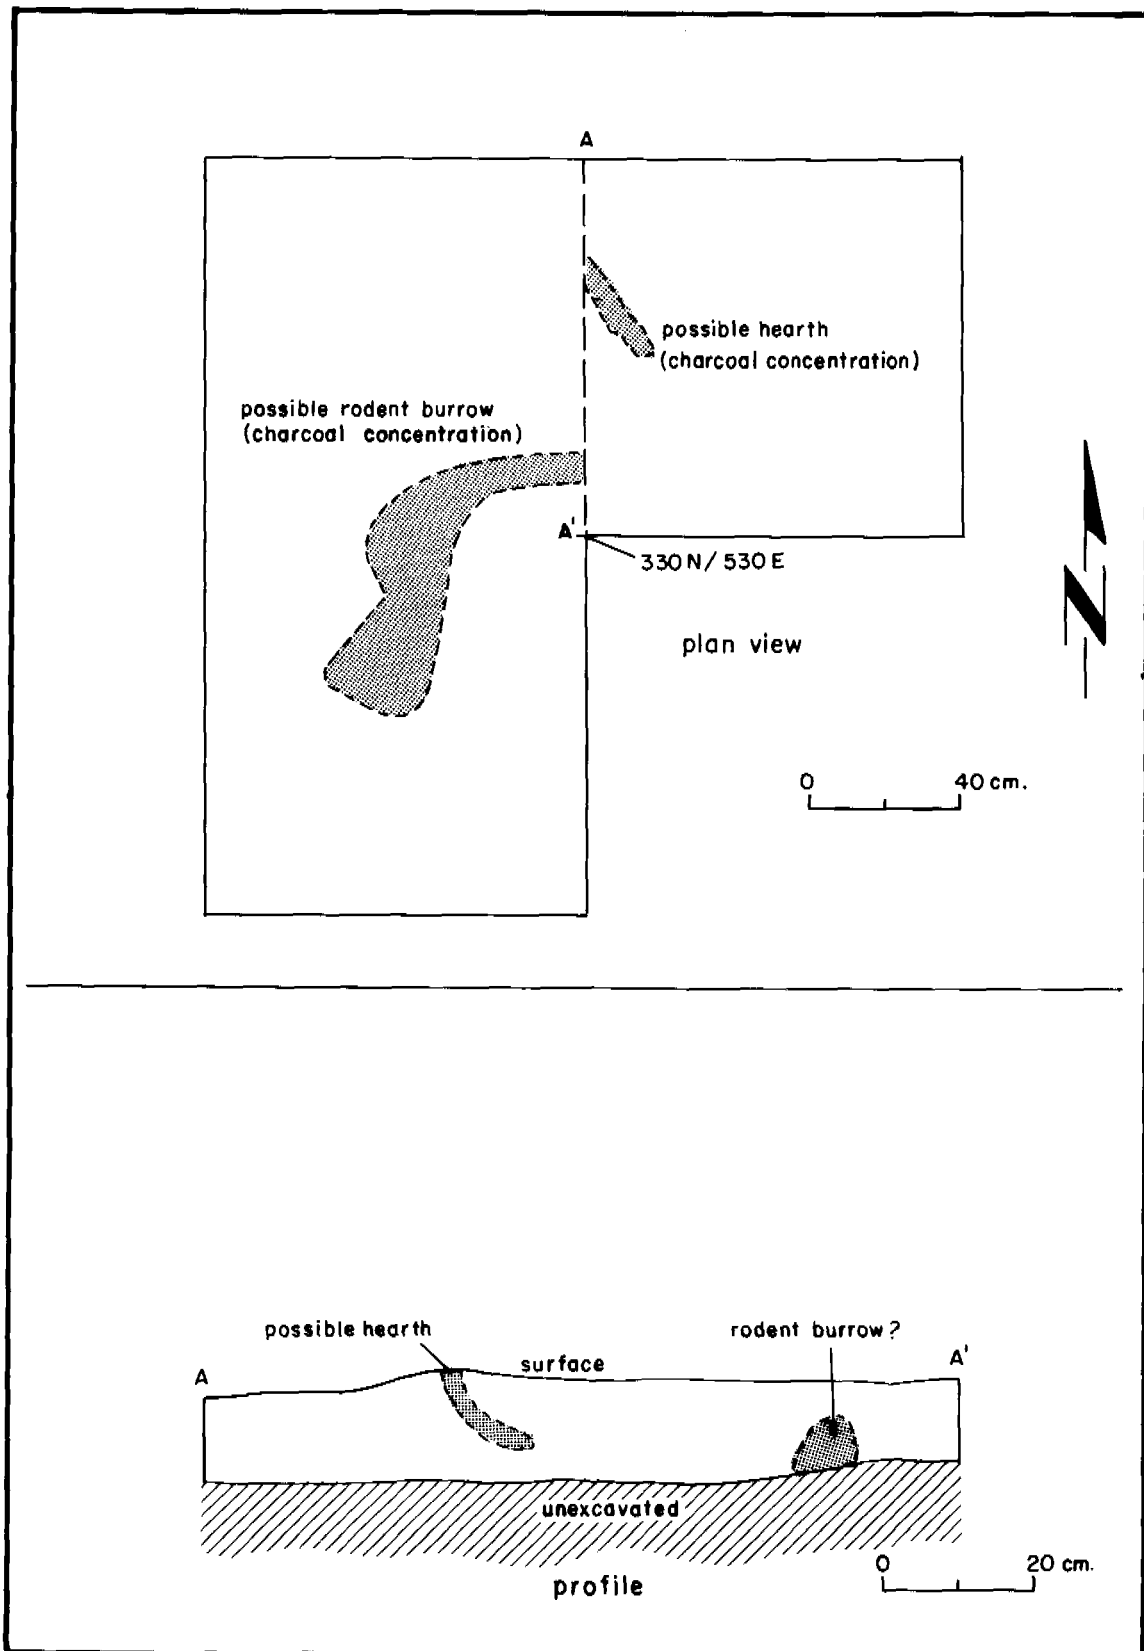 A
possible hearth
(charcoal concentration)
possible rodent burrow
(charcoal concentration)
A'
330N/530E
plan view
N
0 40 cm.
possible hearth
rodent burrow?
A
surface
A'
unexcavated
0 20 cm.
profile